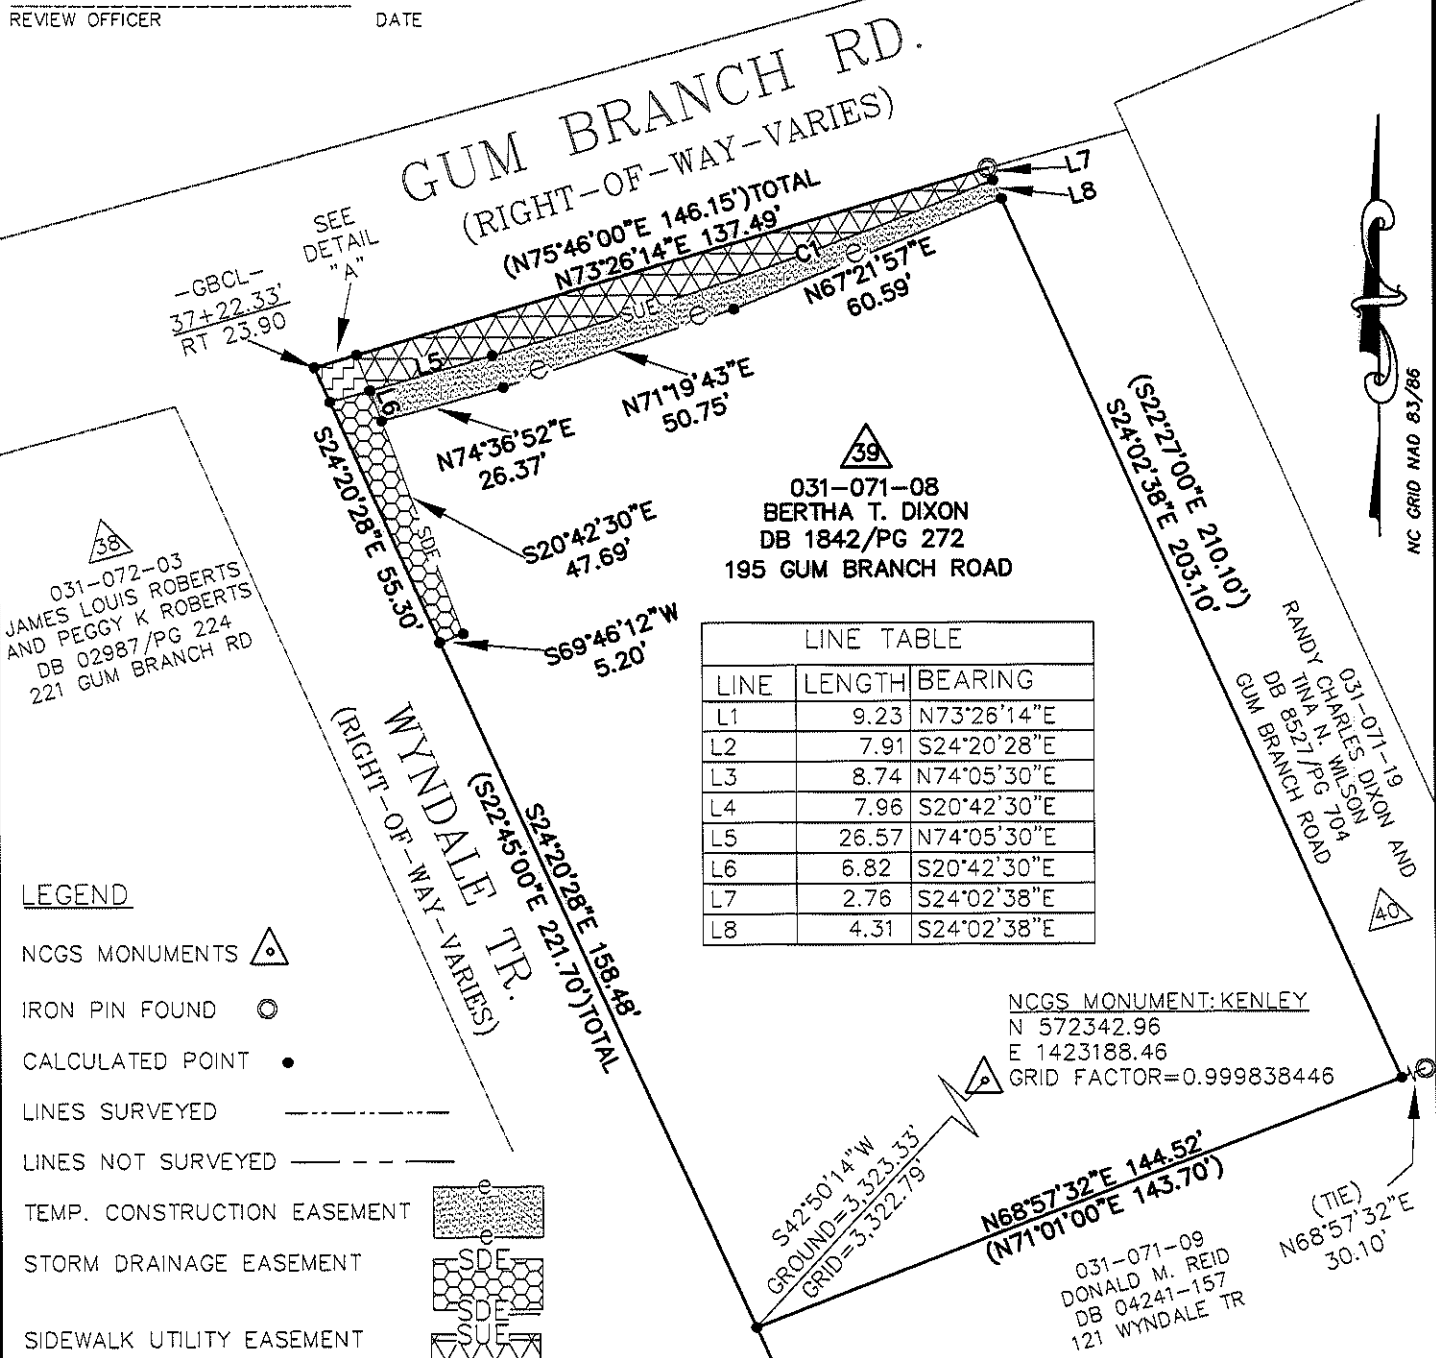 REVIEW OFFICER DATE
GUM BRANCH RD.
(RIGHT-OF-WAY-VARIES)
(N75°46'00"E 146.15')TOTAL
N73°26'14"E 137.49'
SEE
DETAIL
"A"
-GBCL-
37+22.33'
RT 23.90
L7
L8
C1
e
N67°21'57"E
60.59'
SUE
e
L5
L6
e
N71°19'43"E
50.75'
N74°36'52"E
26.37'
S24°20'28"E 55.30'
SDE
S20°42'30"E
47.69'
S69°46'12"W
5.20'
38
031-072-03
JAMES LOUIS ROBERTS
AND PEGGY K ROBERTS
DB 02987/PG 224
221 GUM BRANCH RD
39
031-071-08
BERTHA T. DIXON
DB 1842/PG 272
195 GUM BRANCH ROAD
(S22°27'00"E 210.10')
S24°02'38"E 203.10'
NC GRID NAD 83/86
031-071-19
RANDY CHARLES DIXON AND
TINA N. WILSON
DB 8527/PG 704
GUM BRANCH ROAD
40
LINE TABLE
LINE LENGTH BEARING
L1 9.23 N73°26'14"E
L2 7.91 S24°20'28"E
L3 8.74 N74°05'30"E
L4 7.96 S20°42'30"E
L5 26.57 N74°05'30"E
L6 6.82 S20°42'30"E
L7 2.76 S24°02'38"E
L8 4.31 S24°02'38"E
WYNDALE TR.
(RIGHT-OF-WAY-VARIES)
S24°20'28"E 158.48'
(S22°45'00"E 221.70')TOTAL
LEGEND
NCGS MONUMENTS
IRON PIN FOUND
CALCULATED POINT
LINES SURVEYED
LINES NOT SURVEYED
TEMP. CONSTRUCTION EASEMENT
e
e
STORM DRAINAGE EASEMENT
SDE
SDE
SIDEWALK UTILITY EASEMENT
SUE
NCGS MONUMENT: KENLEY
N 572342.96
E 1423188.46
GRID FACTOR=0.999838446
S42°50'14"W
GROUND=3,323.33'
GRID=3,322.79'
N68°57'32"E 144.52'
(N71°01'00"E 143.70')
031-071-09
DONALD M. REID
DB 04241-157
121 WYNDALE TR
(TIE)
N68°57'32"E
30.10'